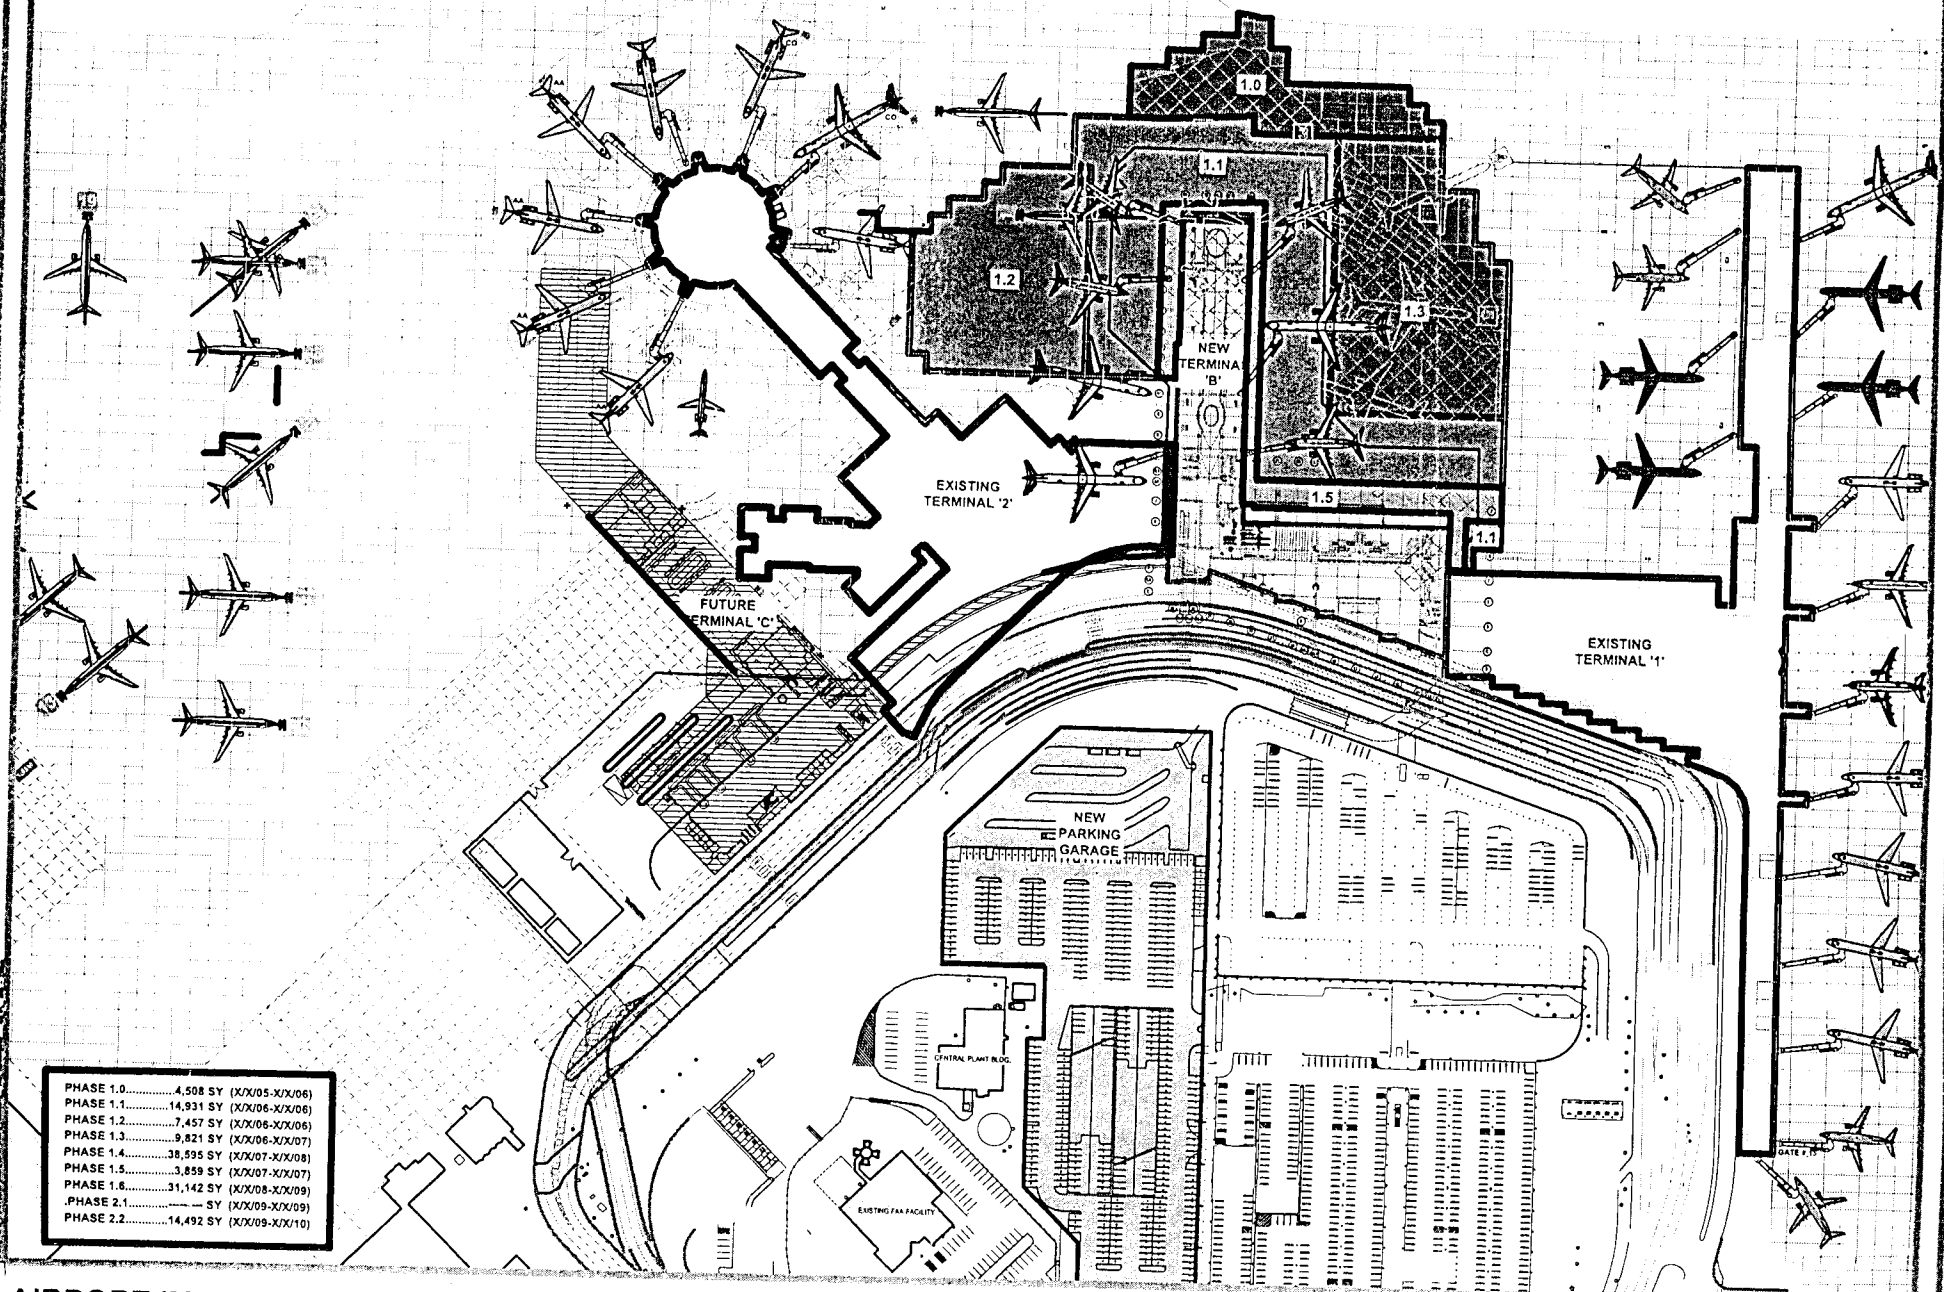 1.0
1.1
1.2
1.3
NEW
TERMINAL
'B'
EXISTING
TERMINAL '2'
1.5
1.1
FUTURE
TERMINAL 'C'
EXISTING
TERMINAL '1'
NEW
PARKING
GARAGE
CENTRAL PLANT BLDG.
EXISTING FAA FACILITY
PHASE 1.0............4,508 SY (X/X/05-X/X/06)
PHASE 1.1...........14,931 SY (X/X/06-X/X/06)
PHASE 1.2............7,457 SY (X/X/06-X/X/06)
PHASE 1.3............9,821 SY (X/X/06-X/X/07)
PHASE 1.4...........38,595 SY (X/X/07-X/X/08)
PHASE 1.5............3,859 SY (X/X/07-X/X/07)
PHASE 1.6...........31,142 SY (X/X/08-X/X/09)
.PHASE 2.1..........------ SY (X/X/09-X/X/09)
PHASE 2.2...........14,492 SY (X/X/09-X/X/10)